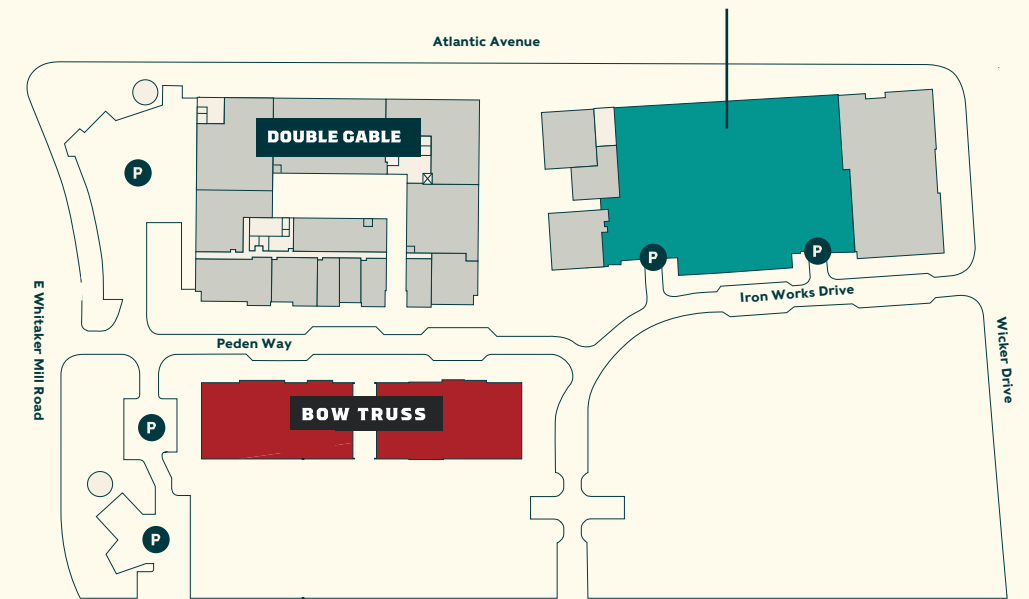 Atlantic Avenue
DOUBLE GABLE
P
P
P
Iron Works Drive
E Whitaker Mill Road
Peden Way
Wicker Drive
BOW TRUSS
P
P